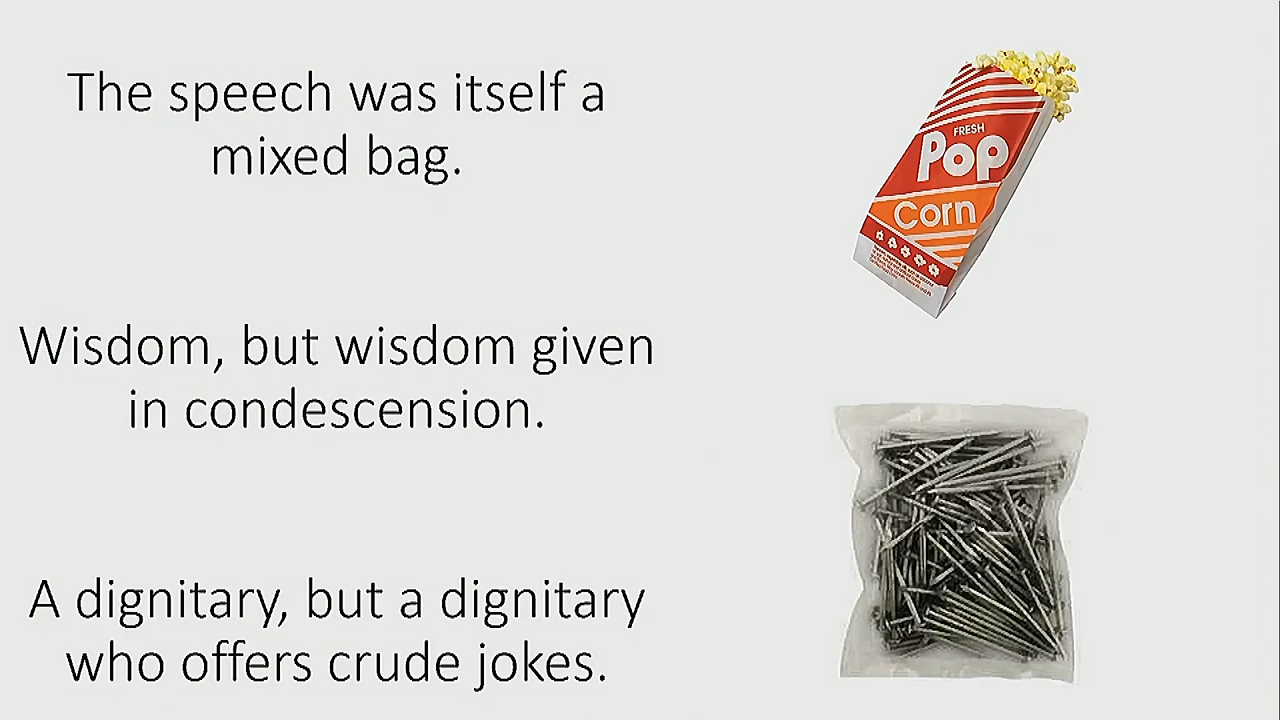 The speech was itself a
mixed bag.
Wisdom, but wisdom given
in condescension.
A dignitary, but a dignitary
who offers crude jokes.
FRESH
Pop
Corn